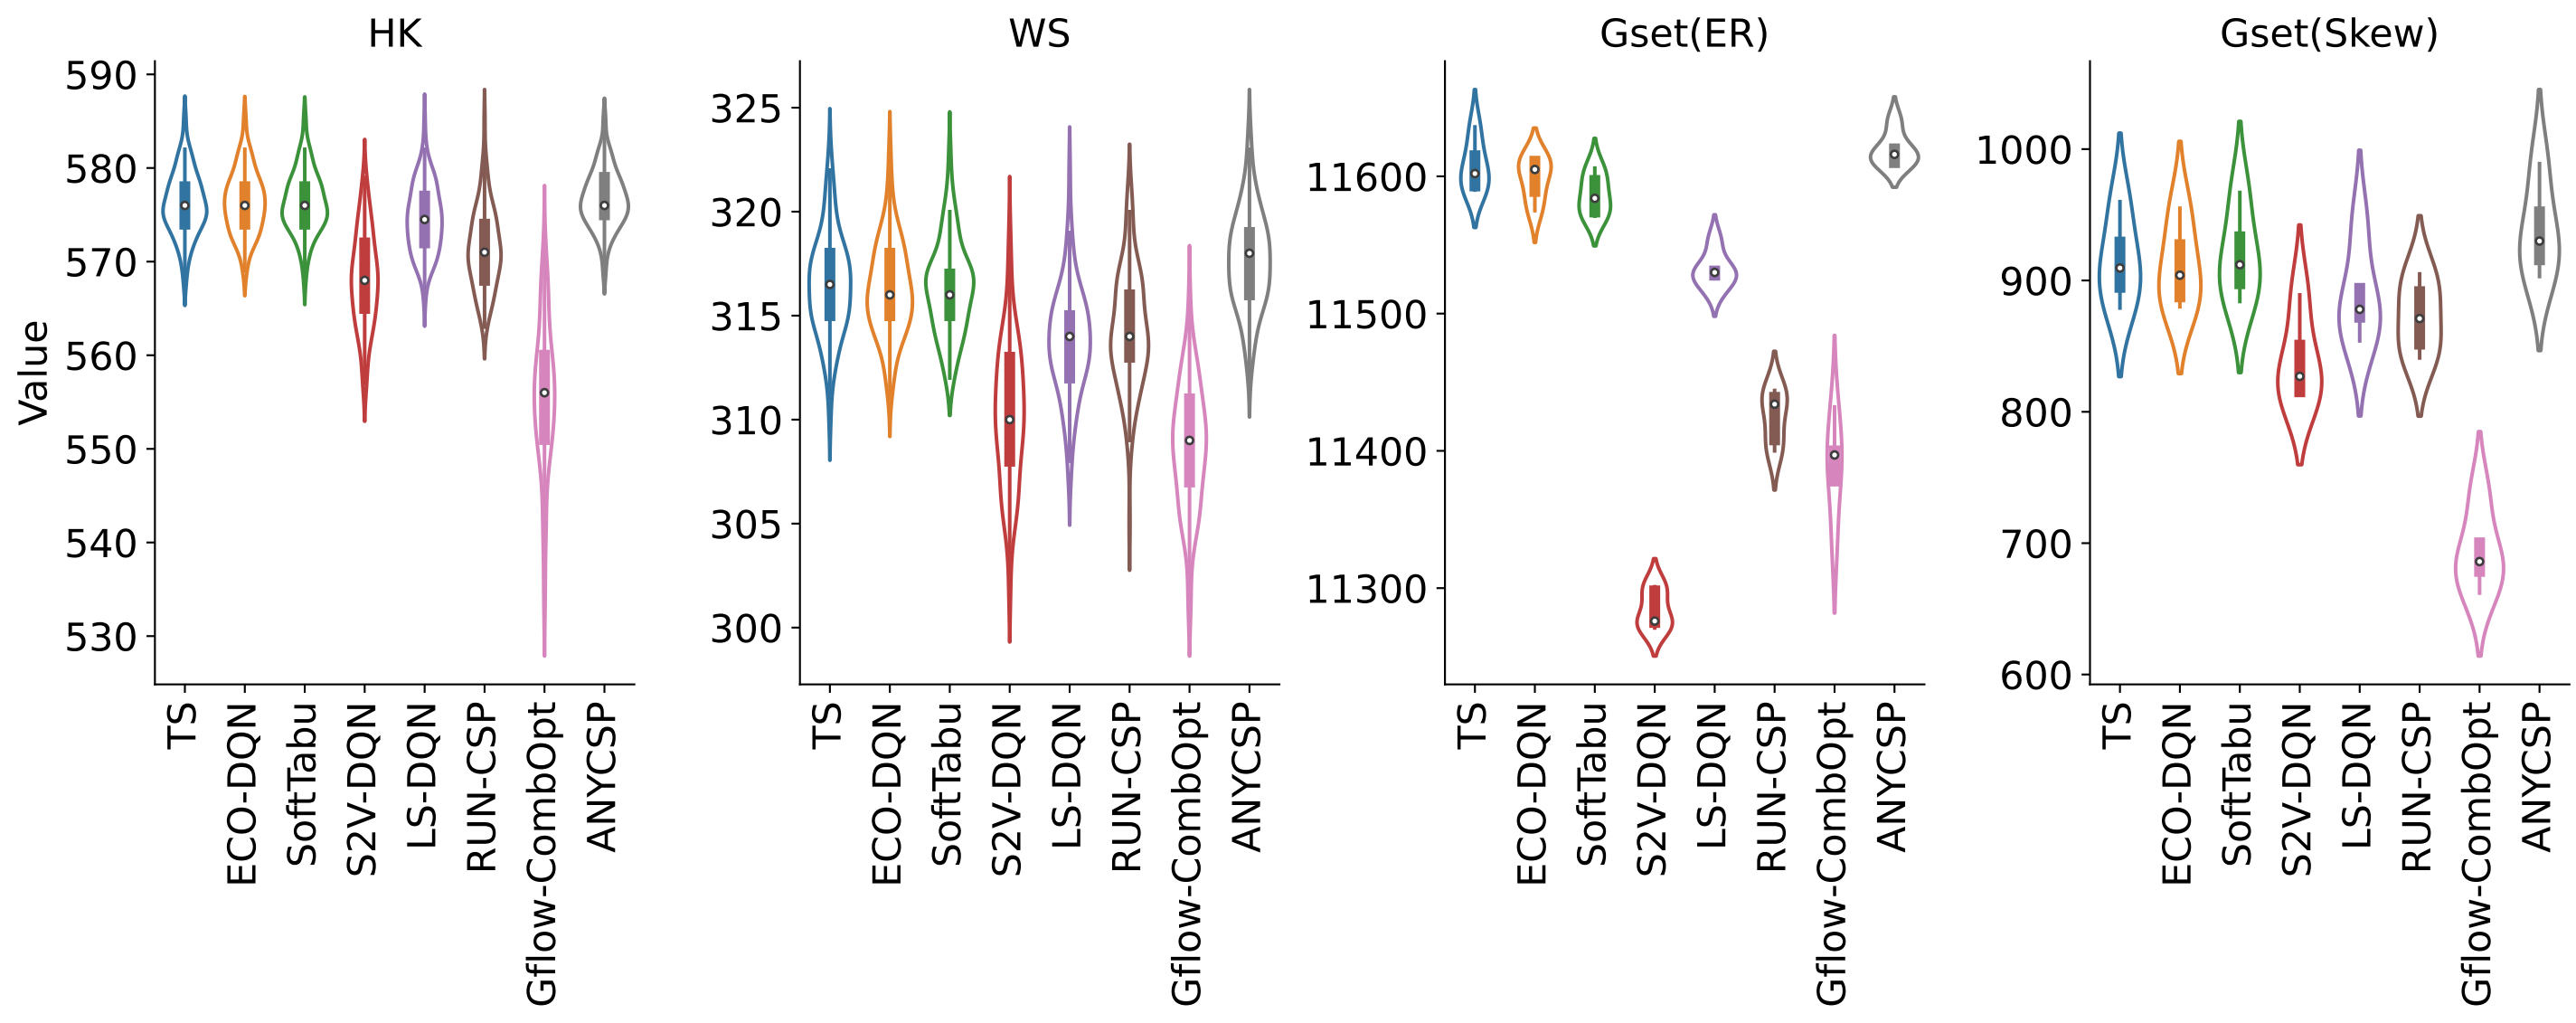 HK
Value
590
580
570
560
550
540
530
TS
ECO-DQN
SoftTabu
S2V-DQN
LS-DQN
RUN-CSP
Gflow-CombOpt
ANYCSP
WS
325
320
315
310
305
300
TS
ECO-DQN
SoftTabu
S2V-DQN
LS-DQN
RUN-CSP
Gflow-CombOpt
ANYCSP
Gset(ER)
11600
11500
11400
11300
TS
ECO-DQN
SoftTabu
S2V-DQN
LS-DQN
RUN-CSP
Gflow-CombOpt
ANYCSP
Gset(Skew)
1000
900
800
700
600
TS
ECO-DQN
SoftTabu
S2V-DQN
LS-DQN
RUN-CSP
Gflow-CombOpt
ANYCSP